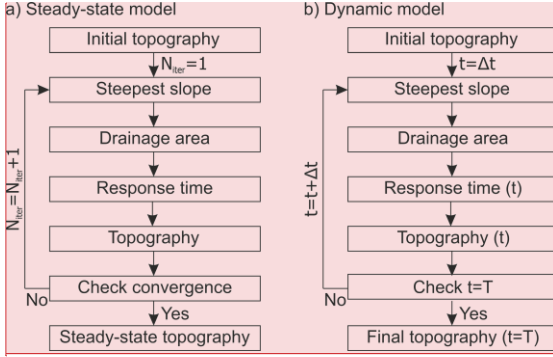 a) Steady-state model
Initial topography
N_iter=1
Steepest slope
Drainage area
Response time
Topography
Check convergence
N_iter=N_iter+1
No
Yes
Steady-state topography
b) Dynamic model
Initial topography
t=Δt
Steepest slope
Drainage area
Response time (t)
Topography (t)
Check t=T
t=t+Δt
No
Yes
Final topography (t=T)